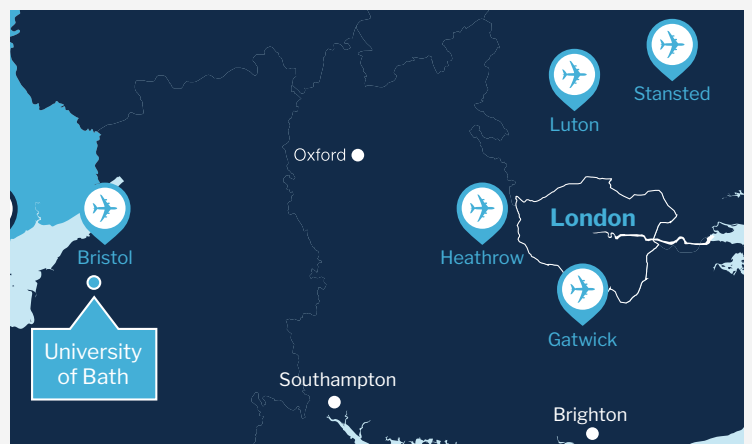 Stansted
Luton
Oxford
London
Bristol
Heathrow
Gatwick
University
of Bath
Southampton
Brighton